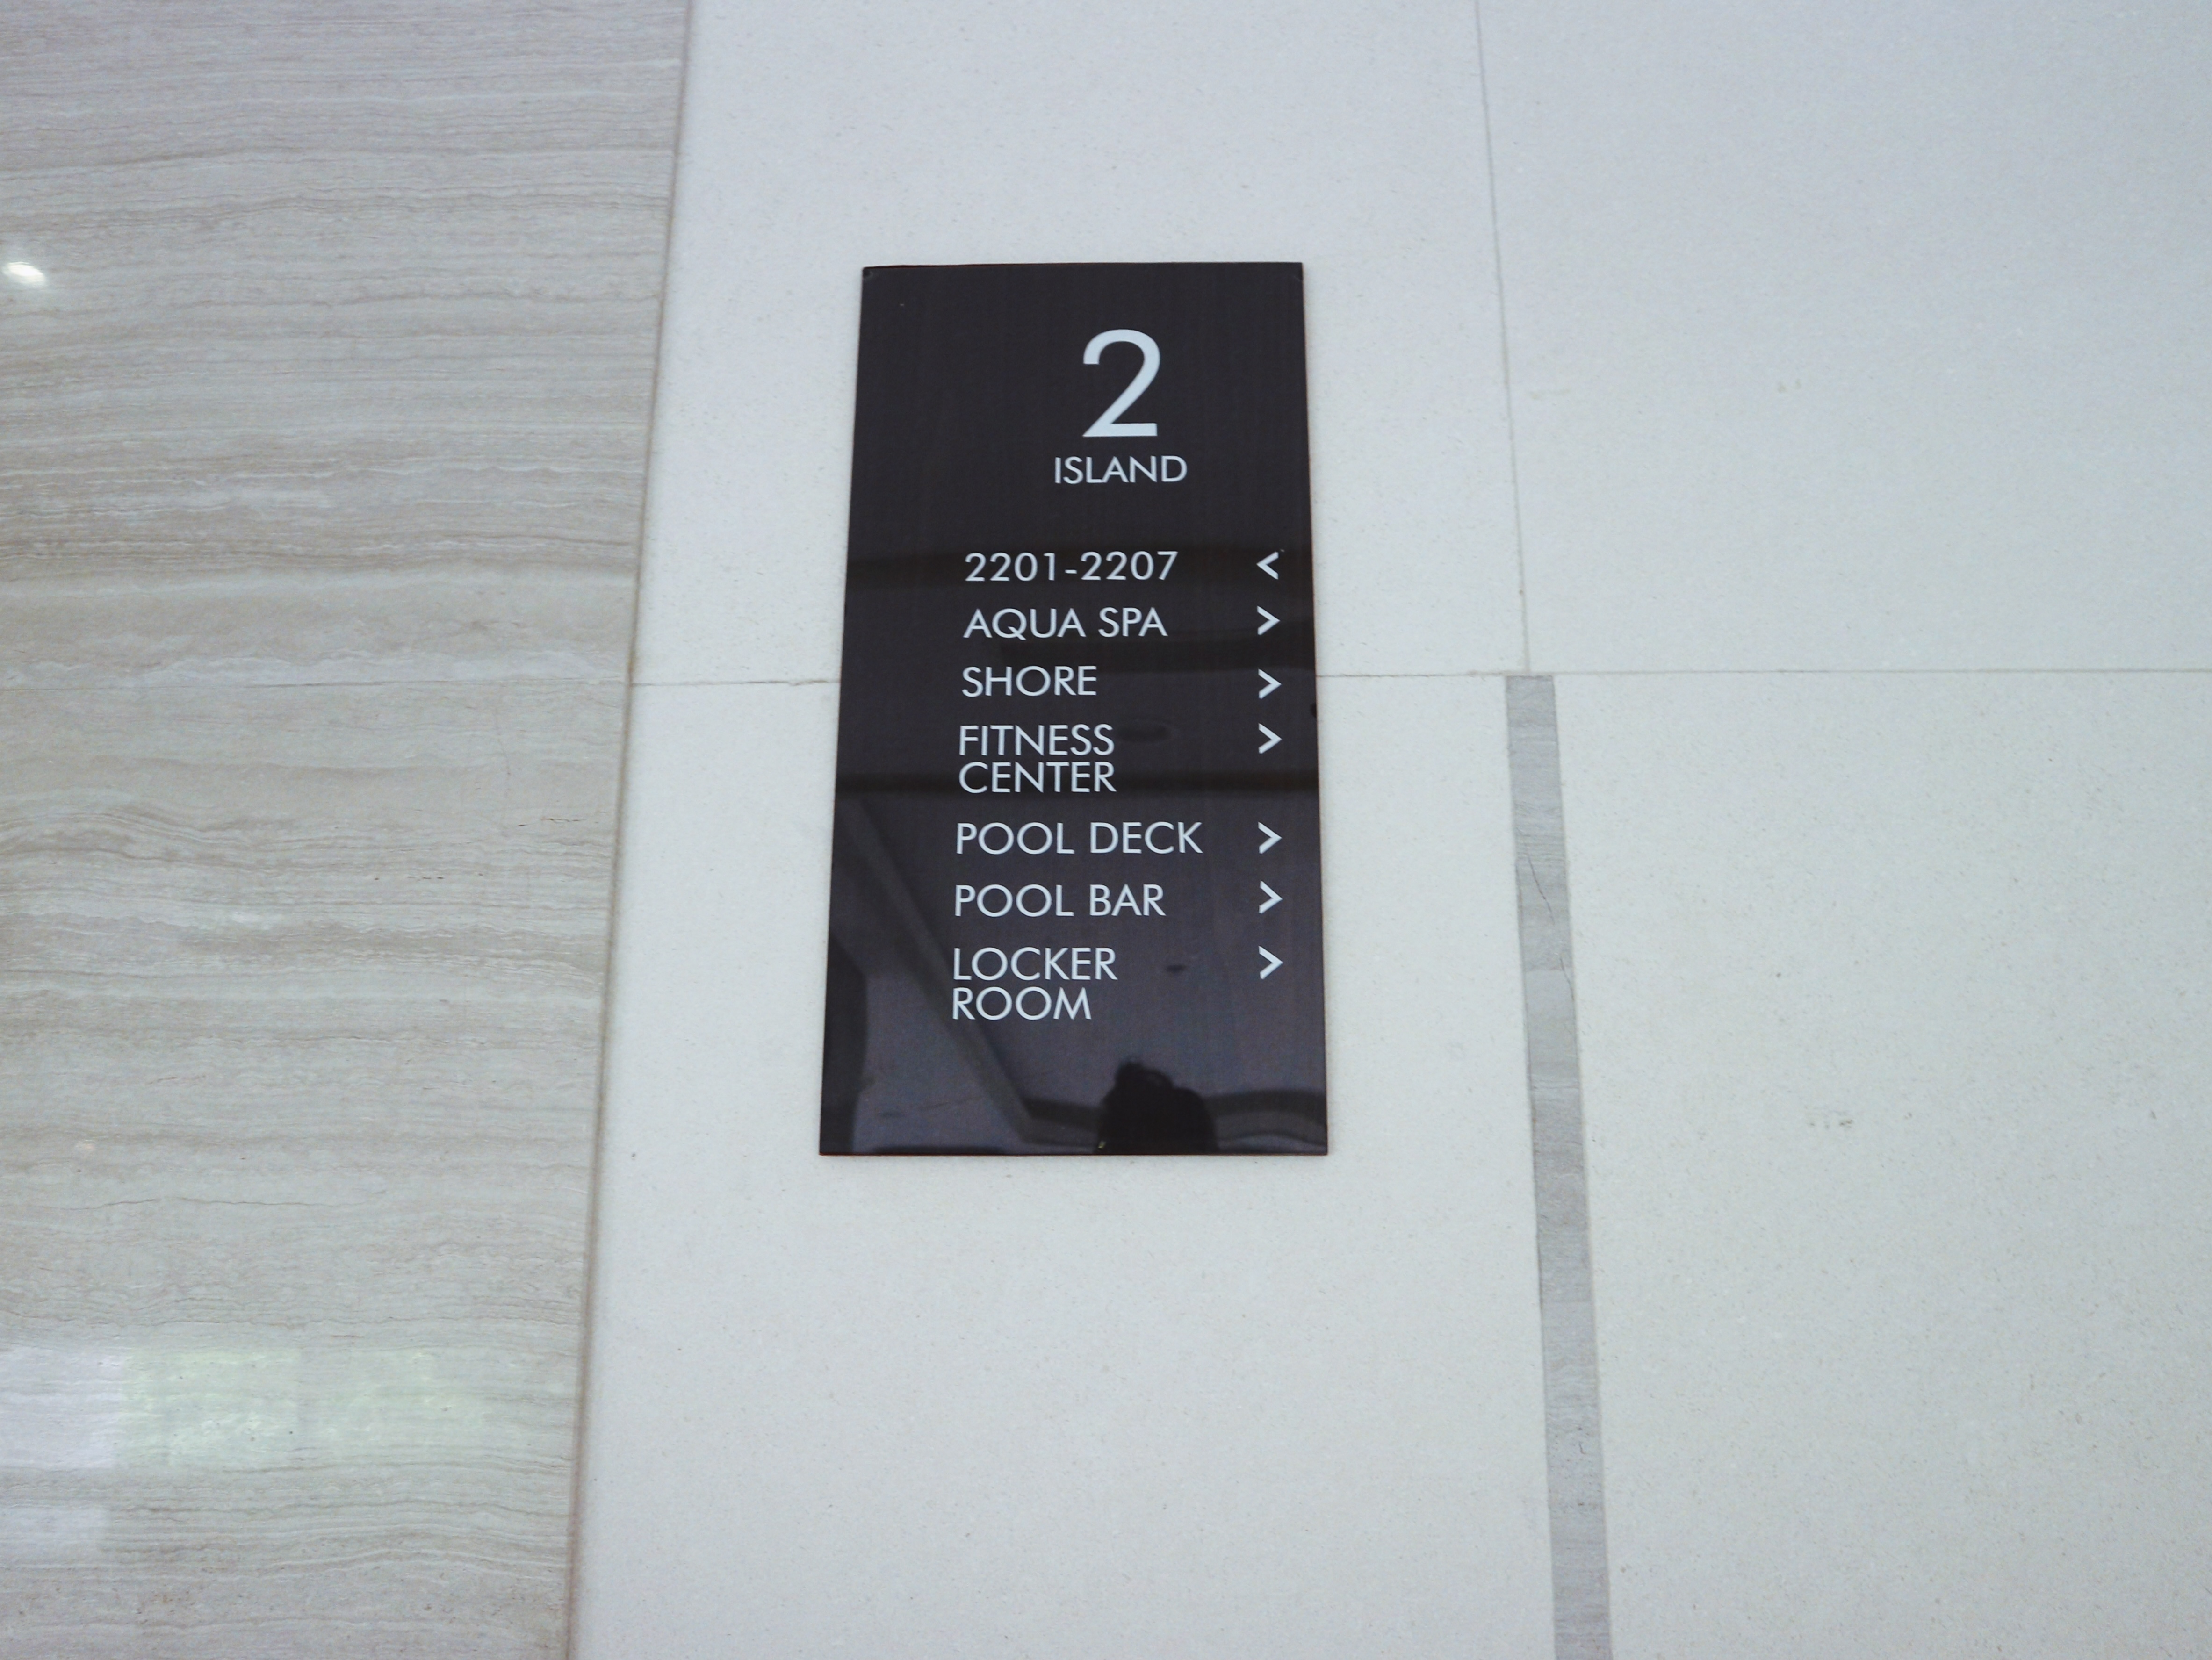 2
ISLAND
2201-2207 <
AQUA SPA >
SHORE >
FITNESS >
CENTER
POOL DECK >
POOL BAR >
LOCKER >
ROOM